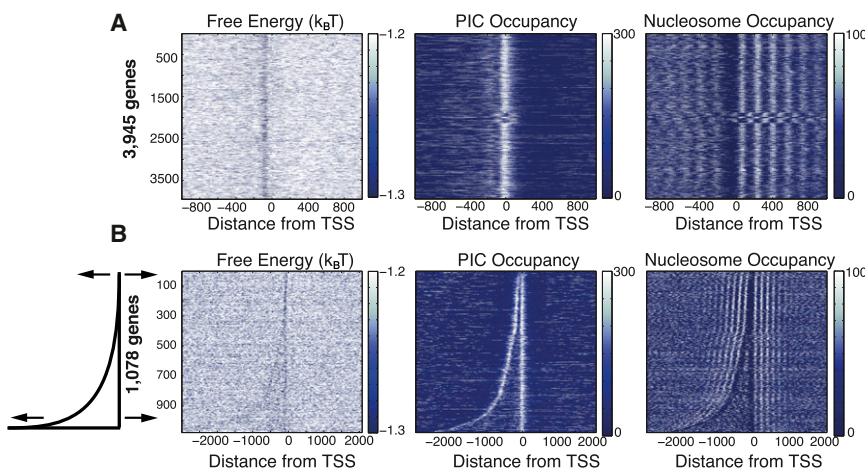 A
Free Energy (kBT)
PIC Occupancy
Nucleosome Occupancy
3,945 genes
500
1500
2500
3500
-1.2
-1.3
300
0
100
0
-800 -400 0 400 800
-800 -400 0 400 800
-800 -400 0 400 800
Distance from TSS
Distance from TSS
Distance from TSS
B
Free Energy (kBT)
PIC Occupancy
Nucleosome Occupancy
1,078 genes
100
300
500
700
900
-1.2
-1.3
300
0
100
0
-2000 -1000 0 1000 2000
-2000 -1000 0 1000 2000
-2000 -1000 0 1000 2000
Distance from TSS
Distance from TSS
Distance from TSS